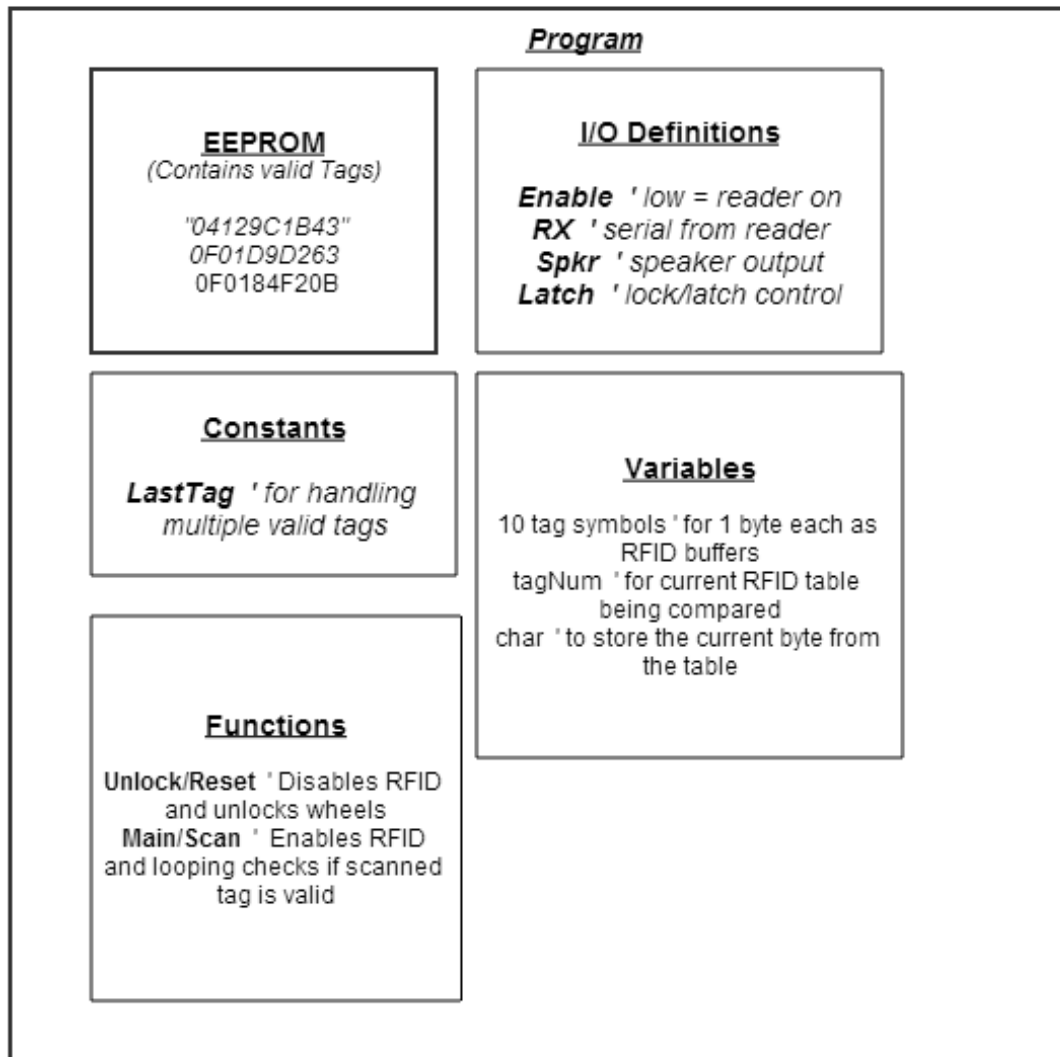 Program
EEPROM
(Contains valid Tags)
"04129C1B43"
0F01D9D263
0F0184F20B
I/O Definitions
Enable ' low = reader on
RX ' serial from reader
Spkr ' speaker output
Latch ' lock/latch control
Constants
LastTag ' for handling
multiple valid tags
Variables
10 tag symbols ' for 1 byte each as
RFID buffers
tagNum ' for current RFID table
being compared
char ' to store the current byte from
the table
Functions
Unlock/Reset ' Disables RFID
and unlocks wheels
Main/Scan ' Enables RFID
and looping checks if scanned
tag is valid